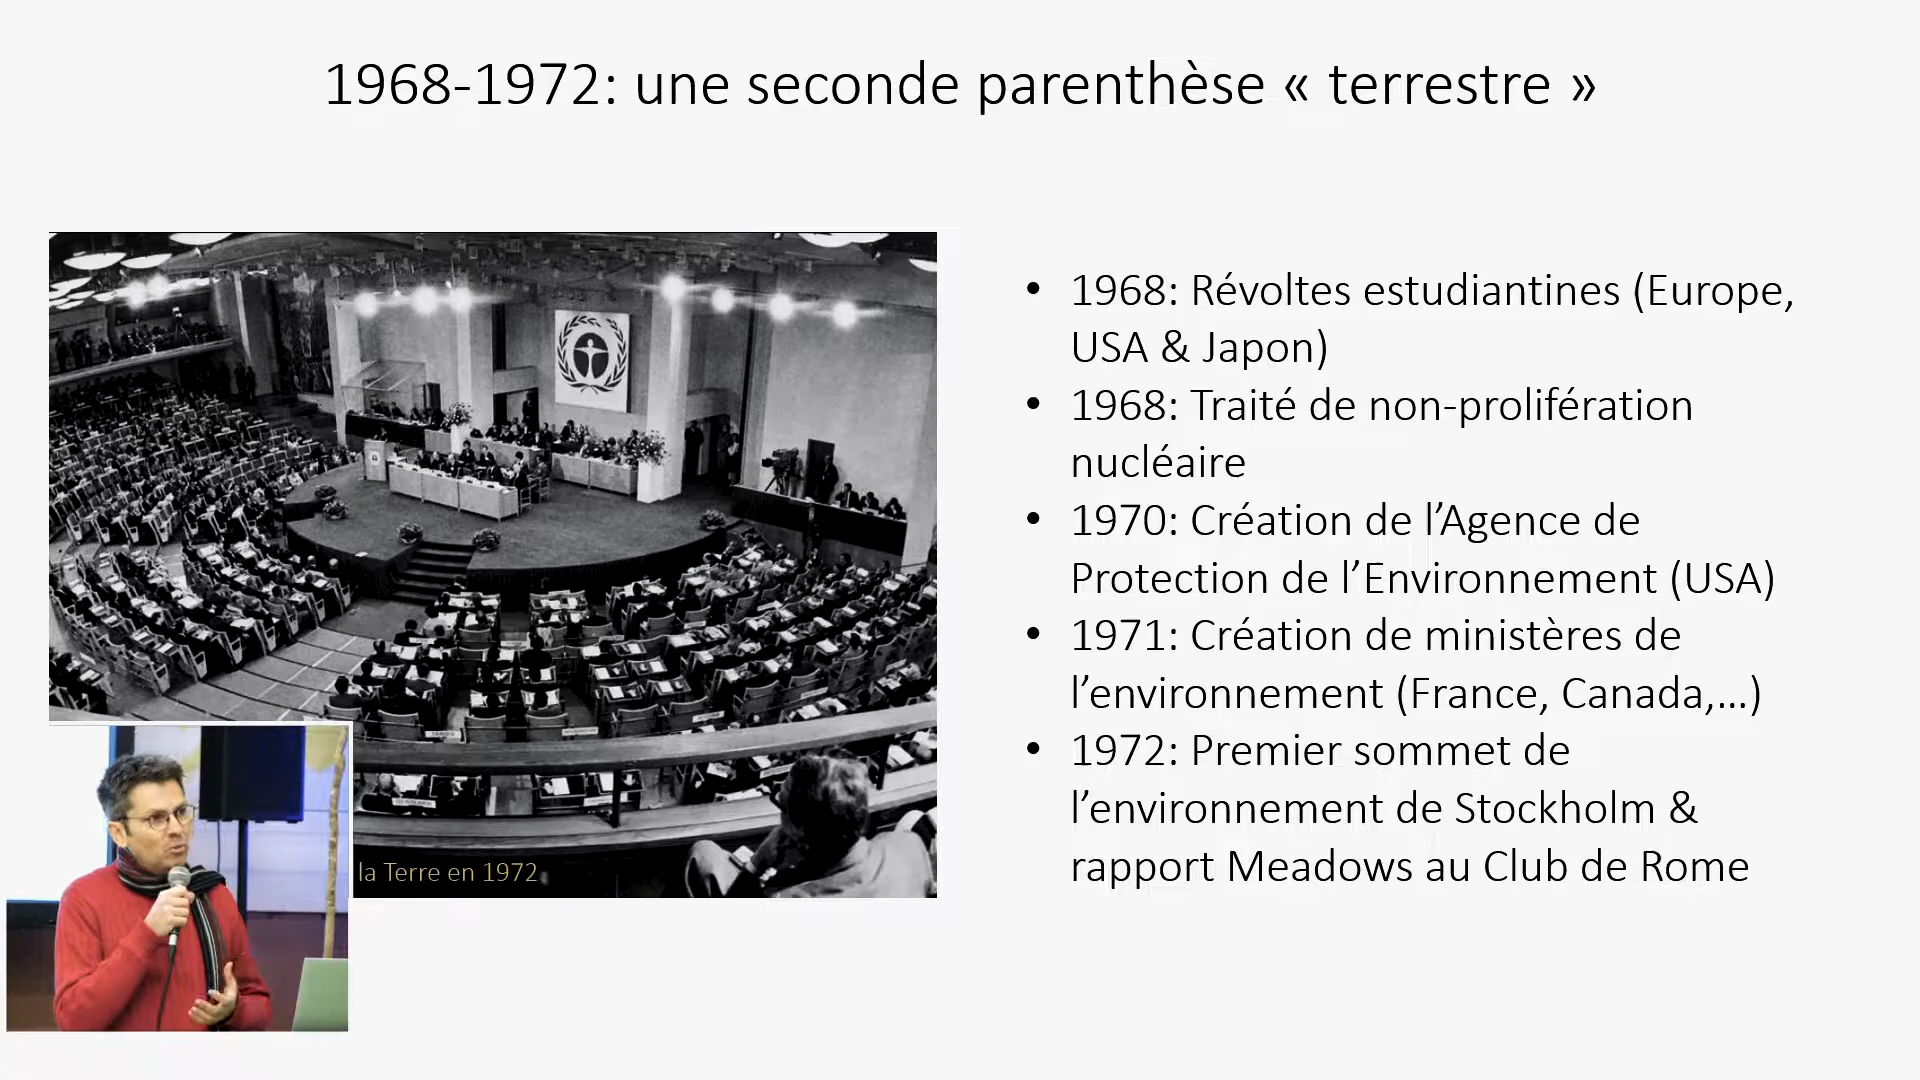 1968-1972: une seconde parenthèse « terrestre »
• 1968: Révoltes estudiantines (Europe,
USA & Japon)
• 1968: Traité de non-prolifération
nucléaire
• 1970: Création de l’Agence de
Protection de l’Environnement (USA)
• 1971: Création de ministères de
l’environnement (France, Canada,…)
• 1972: Premier sommet de
l’environnement de Stockholm &
rapport Meadows au Club de Rome
la Terre en 1972